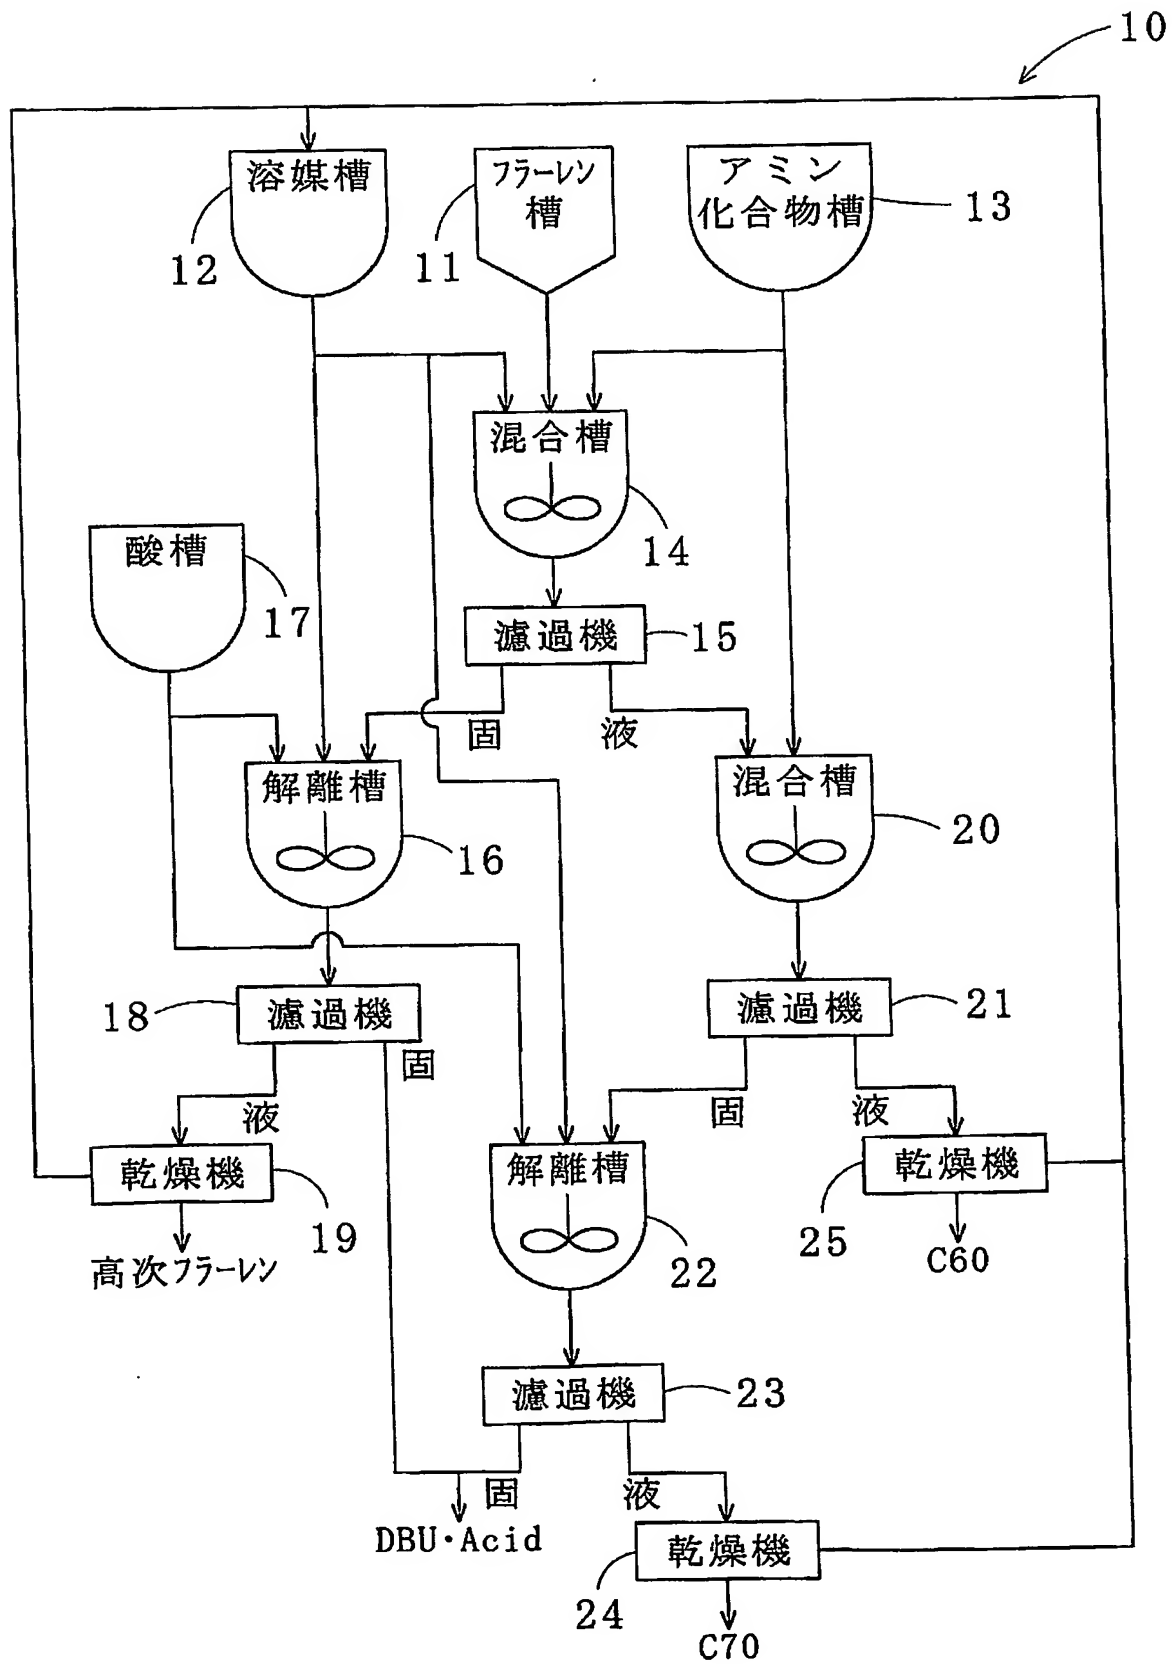 10
溶媒槽
フラーレン
槽
アミン
化合物槽
12
11
13
混合槽
14
酸槽
17
濾過機
15
固
液
解離槽
16
混合槽
20
18
濾過機
固
液
濾過機
21
固
液
乾燥機
19
高次フラーレン
解離槽
22
乾燥機
25
C60
濾過機
23
固
液
DBU・Acid
乾燥機
24
C70